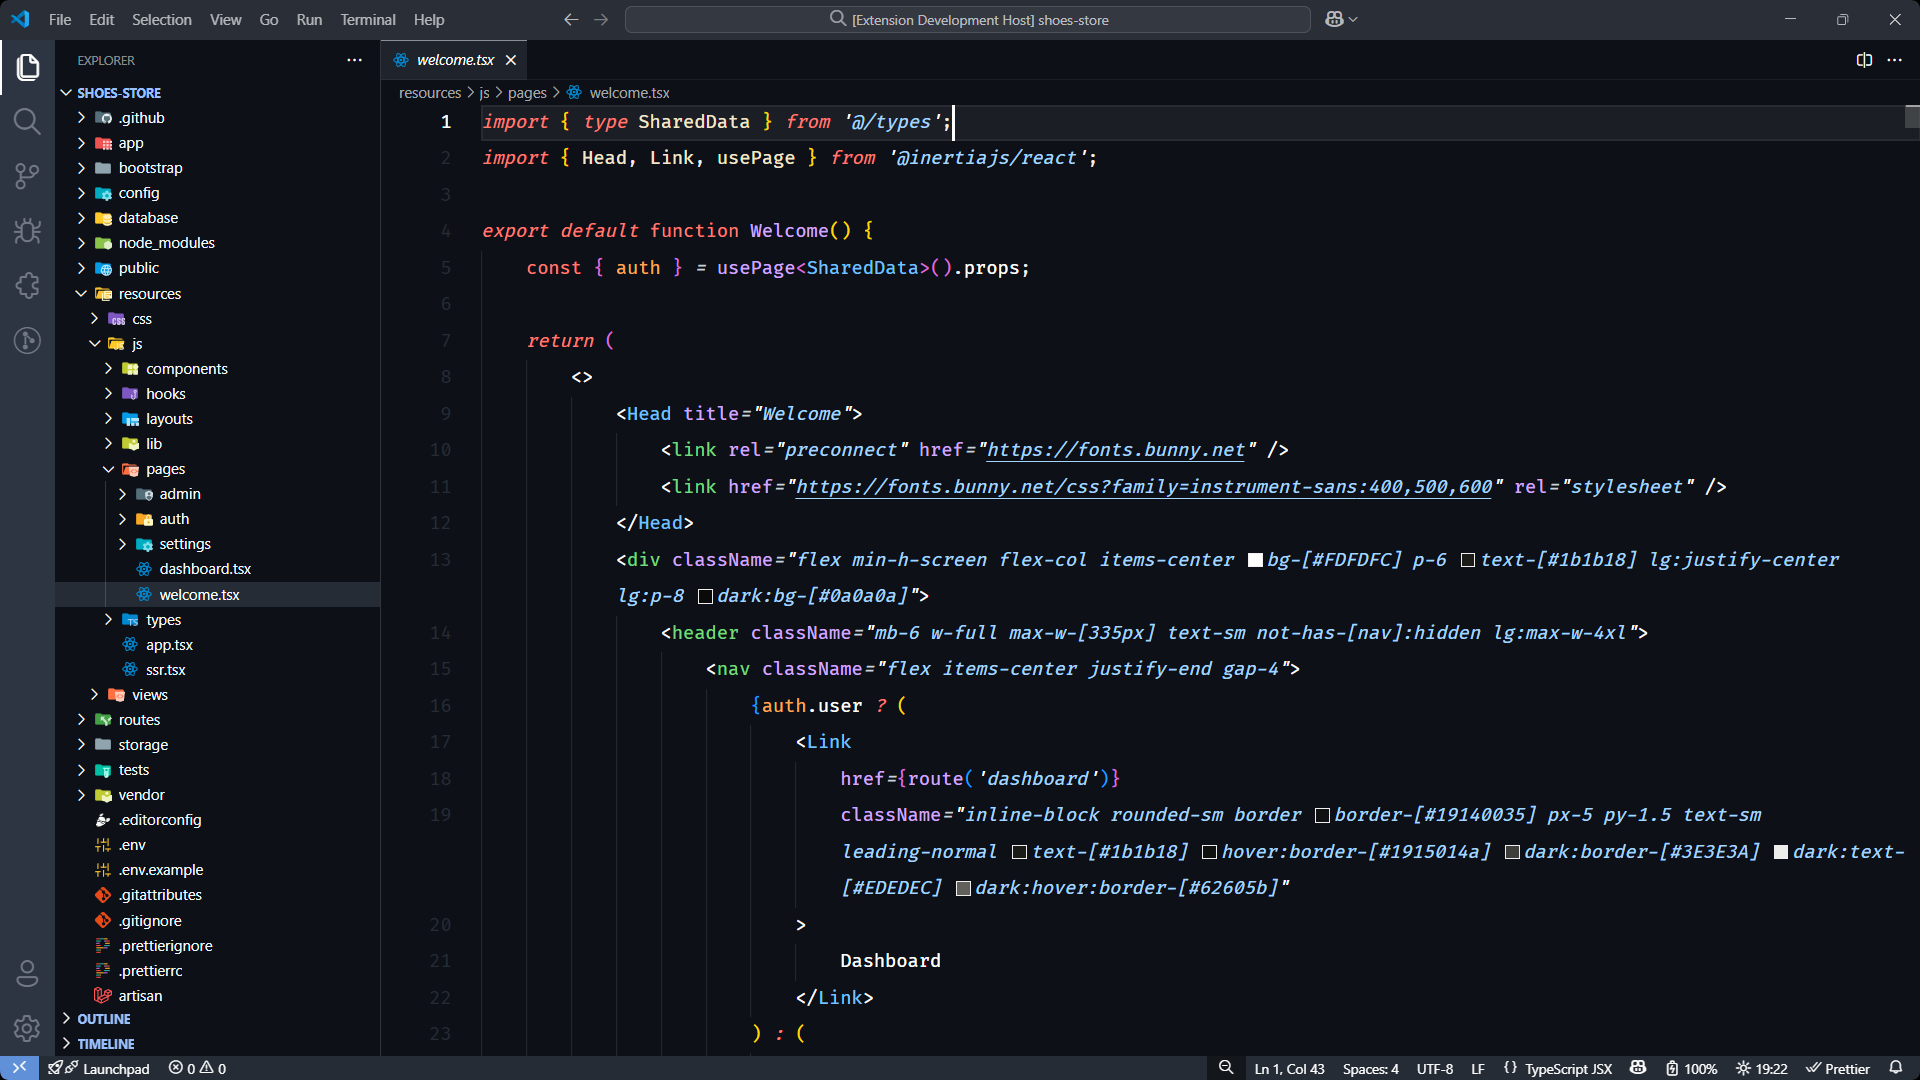 File Edit Selection View Go Run Terminal Help
[Extension Development Host] shoes-store
EXPLORER
SHOES-STORE
.github
app
bootstrap
config
database
node_modules
public
resources
css
js
components
hooks
layouts
lib
pages
admin
auth
settings
dashboard.tsx
welcome.tsx
types
app.tsx
ssr.tsx
views
routes
storage
tests
vendor
.editorconfig
.env
.env.example
.gitattributes
.gitignore
.prettierignore
.prettierrc
artisan
OUTLINE
TIMELINE
welcome.tsx
resources > js > pages > welcome.tsx
1 import { type SharedData } from '@/types';
2 import { Head, Link, usePage } from '@inertiajs/react';
3
4 export default function Welcome() {
5 const { auth } = usePage<SharedData>().props;
6
7 return (
8 <>
9 <Head title="Welcome">
10 <link rel="preconnect" href="https://fonts.bunny.net" />
11 <link href="https://fonts.bunny.net/css?family=instrument-sans:400,500,600" rel="stylesheet" />
12 </Head>
13 <div className="flex min-h-screen flex-col items-center bg-[#FDFDFC] p-6 text-[#1b1b18] lg:justify-center
lg:p-8 dark:bg-[#0a0a0a]">
14 <header className="mb-6 w-full max-w-[335px] text-sm not-has-[nav]:hidden lg:max-w-4xl">
15 <nav className="flex items-center justify-end gap-4">
16 {auth.user ? (
17 <Link
18 href={route('dashboard')}
19 className="inline-block rounded-sm border border-[#19140035] px-5 py-1.5 text-sm
leading-normal text-[#1b1b18] hover:border-[#1915014a] dark:border-[#3E3E3A] dark:text-
[#EDEDEC] dark:hover:border-[#62605b]"
20 >
21 Dashboard
22 </Link>
23 ) : (
Launchpad 0 0 Ln 1, Col 43 Spaces: 4 UTF-8 LF {} TypeScript JSX 100% 19:22 Prettier